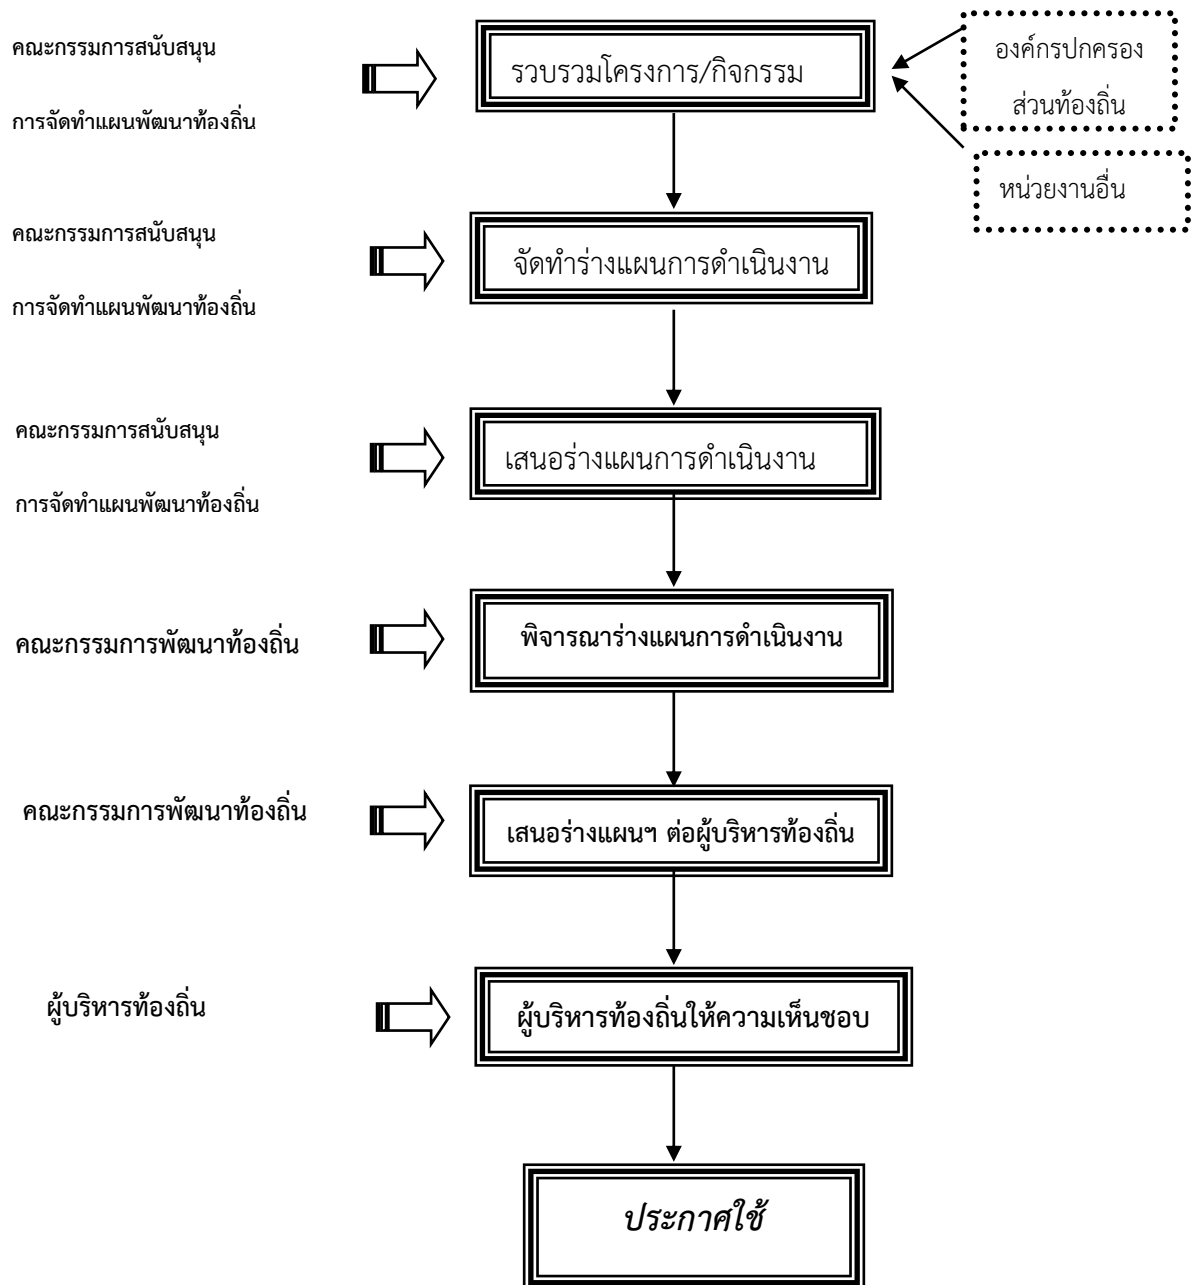 คณะกรรมการสนับสนุน
การจัดทำแผนพัฒนาท้องถิ่น
รวบรวมโครงการ/กิจกรรม
องค์กรปกครอง
ส่วนท้องถิ่น
หน่วยงานอื่น
คณะกรรมการสนับสนุน
การจัดทำแผนพัฒนาท้องถิ่น
จัดทำร่างแผนการดำเนินงาน
คณะกรรมการสนับสนุน
การจัดทำแผนพัฒนาท้องถิ่น
เสนอร่างแผนการดำเนินงาน
คณะกรรมการพัฒนาท้องถิ่น
พิจารณาร่างแผนการดำเนินงาน
คณะกรรมการพัฒนาท้องถิ่น
เสนอร่างแผนฯ ต่อผู้บริหารท้องถิ่น
ผู้บริหารท้องถิ่น
ผู้บริหารท้องถิ่นให้ความเห็นชอบ
ประกาศใช้